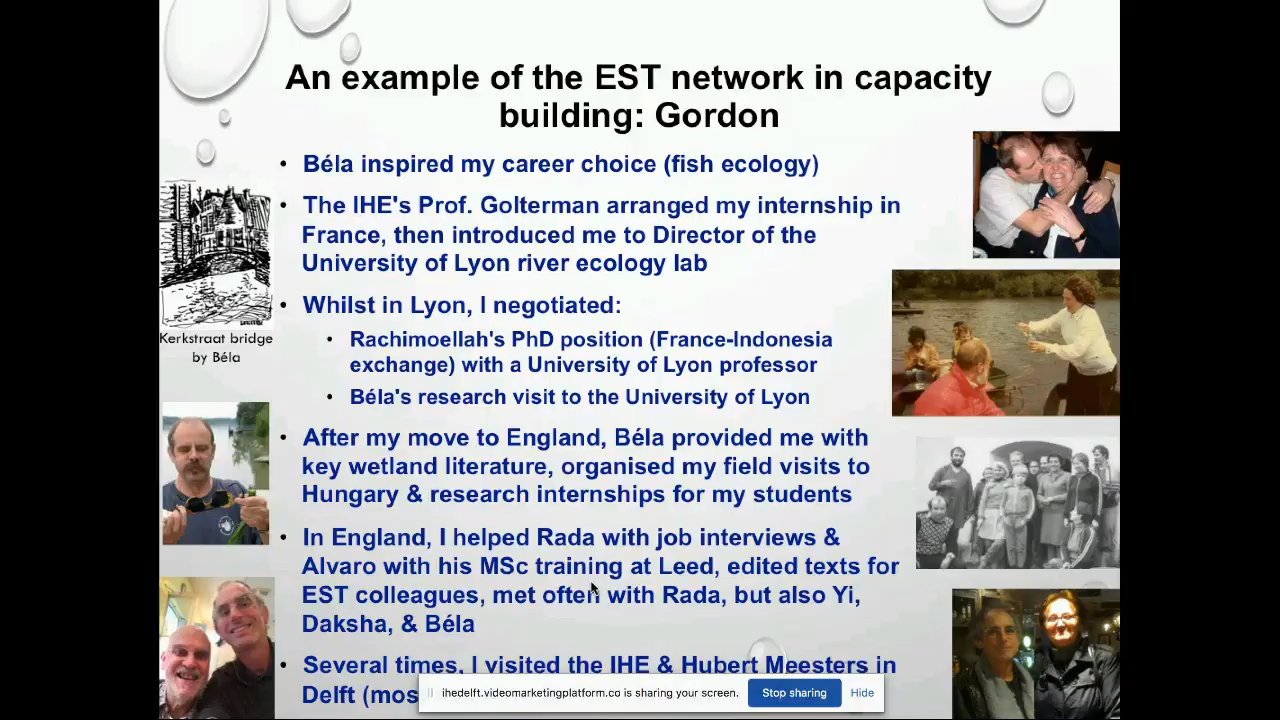 An example of the EST network in capacity
building: Gordon
• Béla inspired my career choice (fish ecology)
• The IHE's Prof. Golterman arranged my internship in
France, then introduced me to Director of the
University of Lyon river ecology lab
• Whilst in Lyon, I negotiated:
• Rachimoellah's PhD position (France-Indonesia
exchange) with a University of Lyon professor
• Béla's research visit to the University of Lyon
Kerkstraat bridge
by Béla
• After my move to England, Béla provided me with
key wetland literature, organised my field visits to
Hungary & research internships for my students
• In England, I helped Rada with job interviews &
Alvaro with his MSc training at Leed, edited texts for
EST colleagues, met often with Rada, but also Yi,
Daksha, & Béla
• Several times, I visited the IHE & Hubert Meesters in
Delft (mos
ihedelft.videomarketingplatform.co is sharing your screen.
Stop sharing
Hide